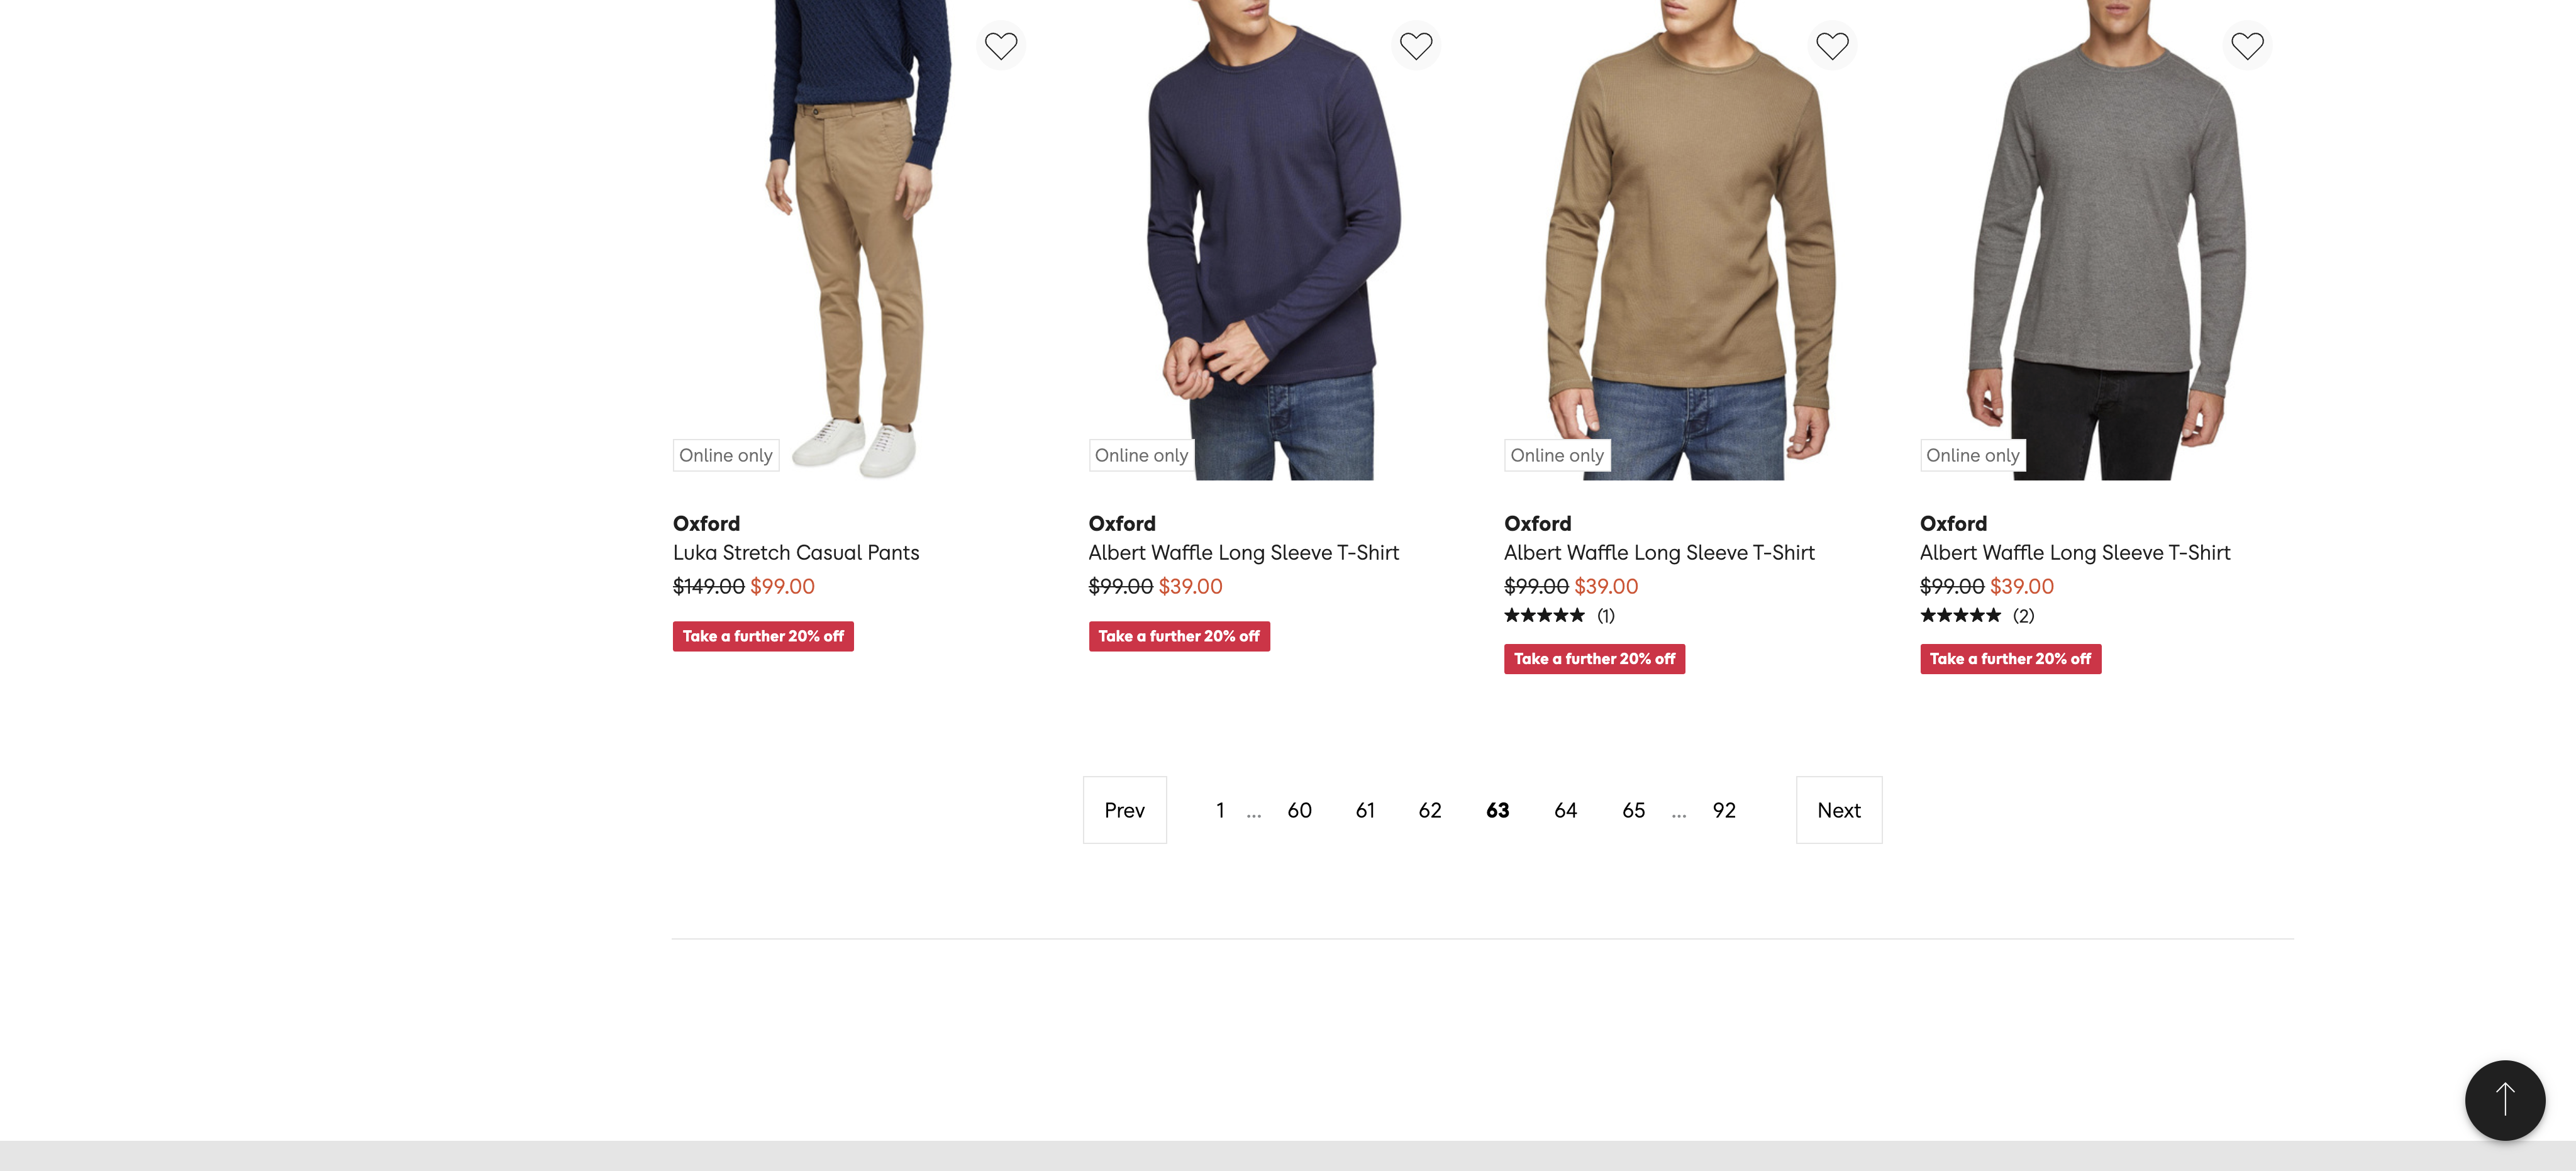 Online only
Oxford
Luka Stretch Casual Pants
$149.00 $99.00
Take a further 20% off
Online only
Oxford
Albert Waffle Long Sleeve T-Shirt
$99.00 $39.00
Take a further 20% off
Online only
Oxford
Albert Waffle Long Sleeve T-Shirt
$99.00 $39.00
★★★★★ (1)
Take a further 20% off
Online only
Oxford
Albert Waffle Long Sleeve T-Shirt
$99.00 $39.00
★★★★★ (2)
Take a further 20% off
Prev 1 ... 60 61 62 63 64 65 ... 92 Next